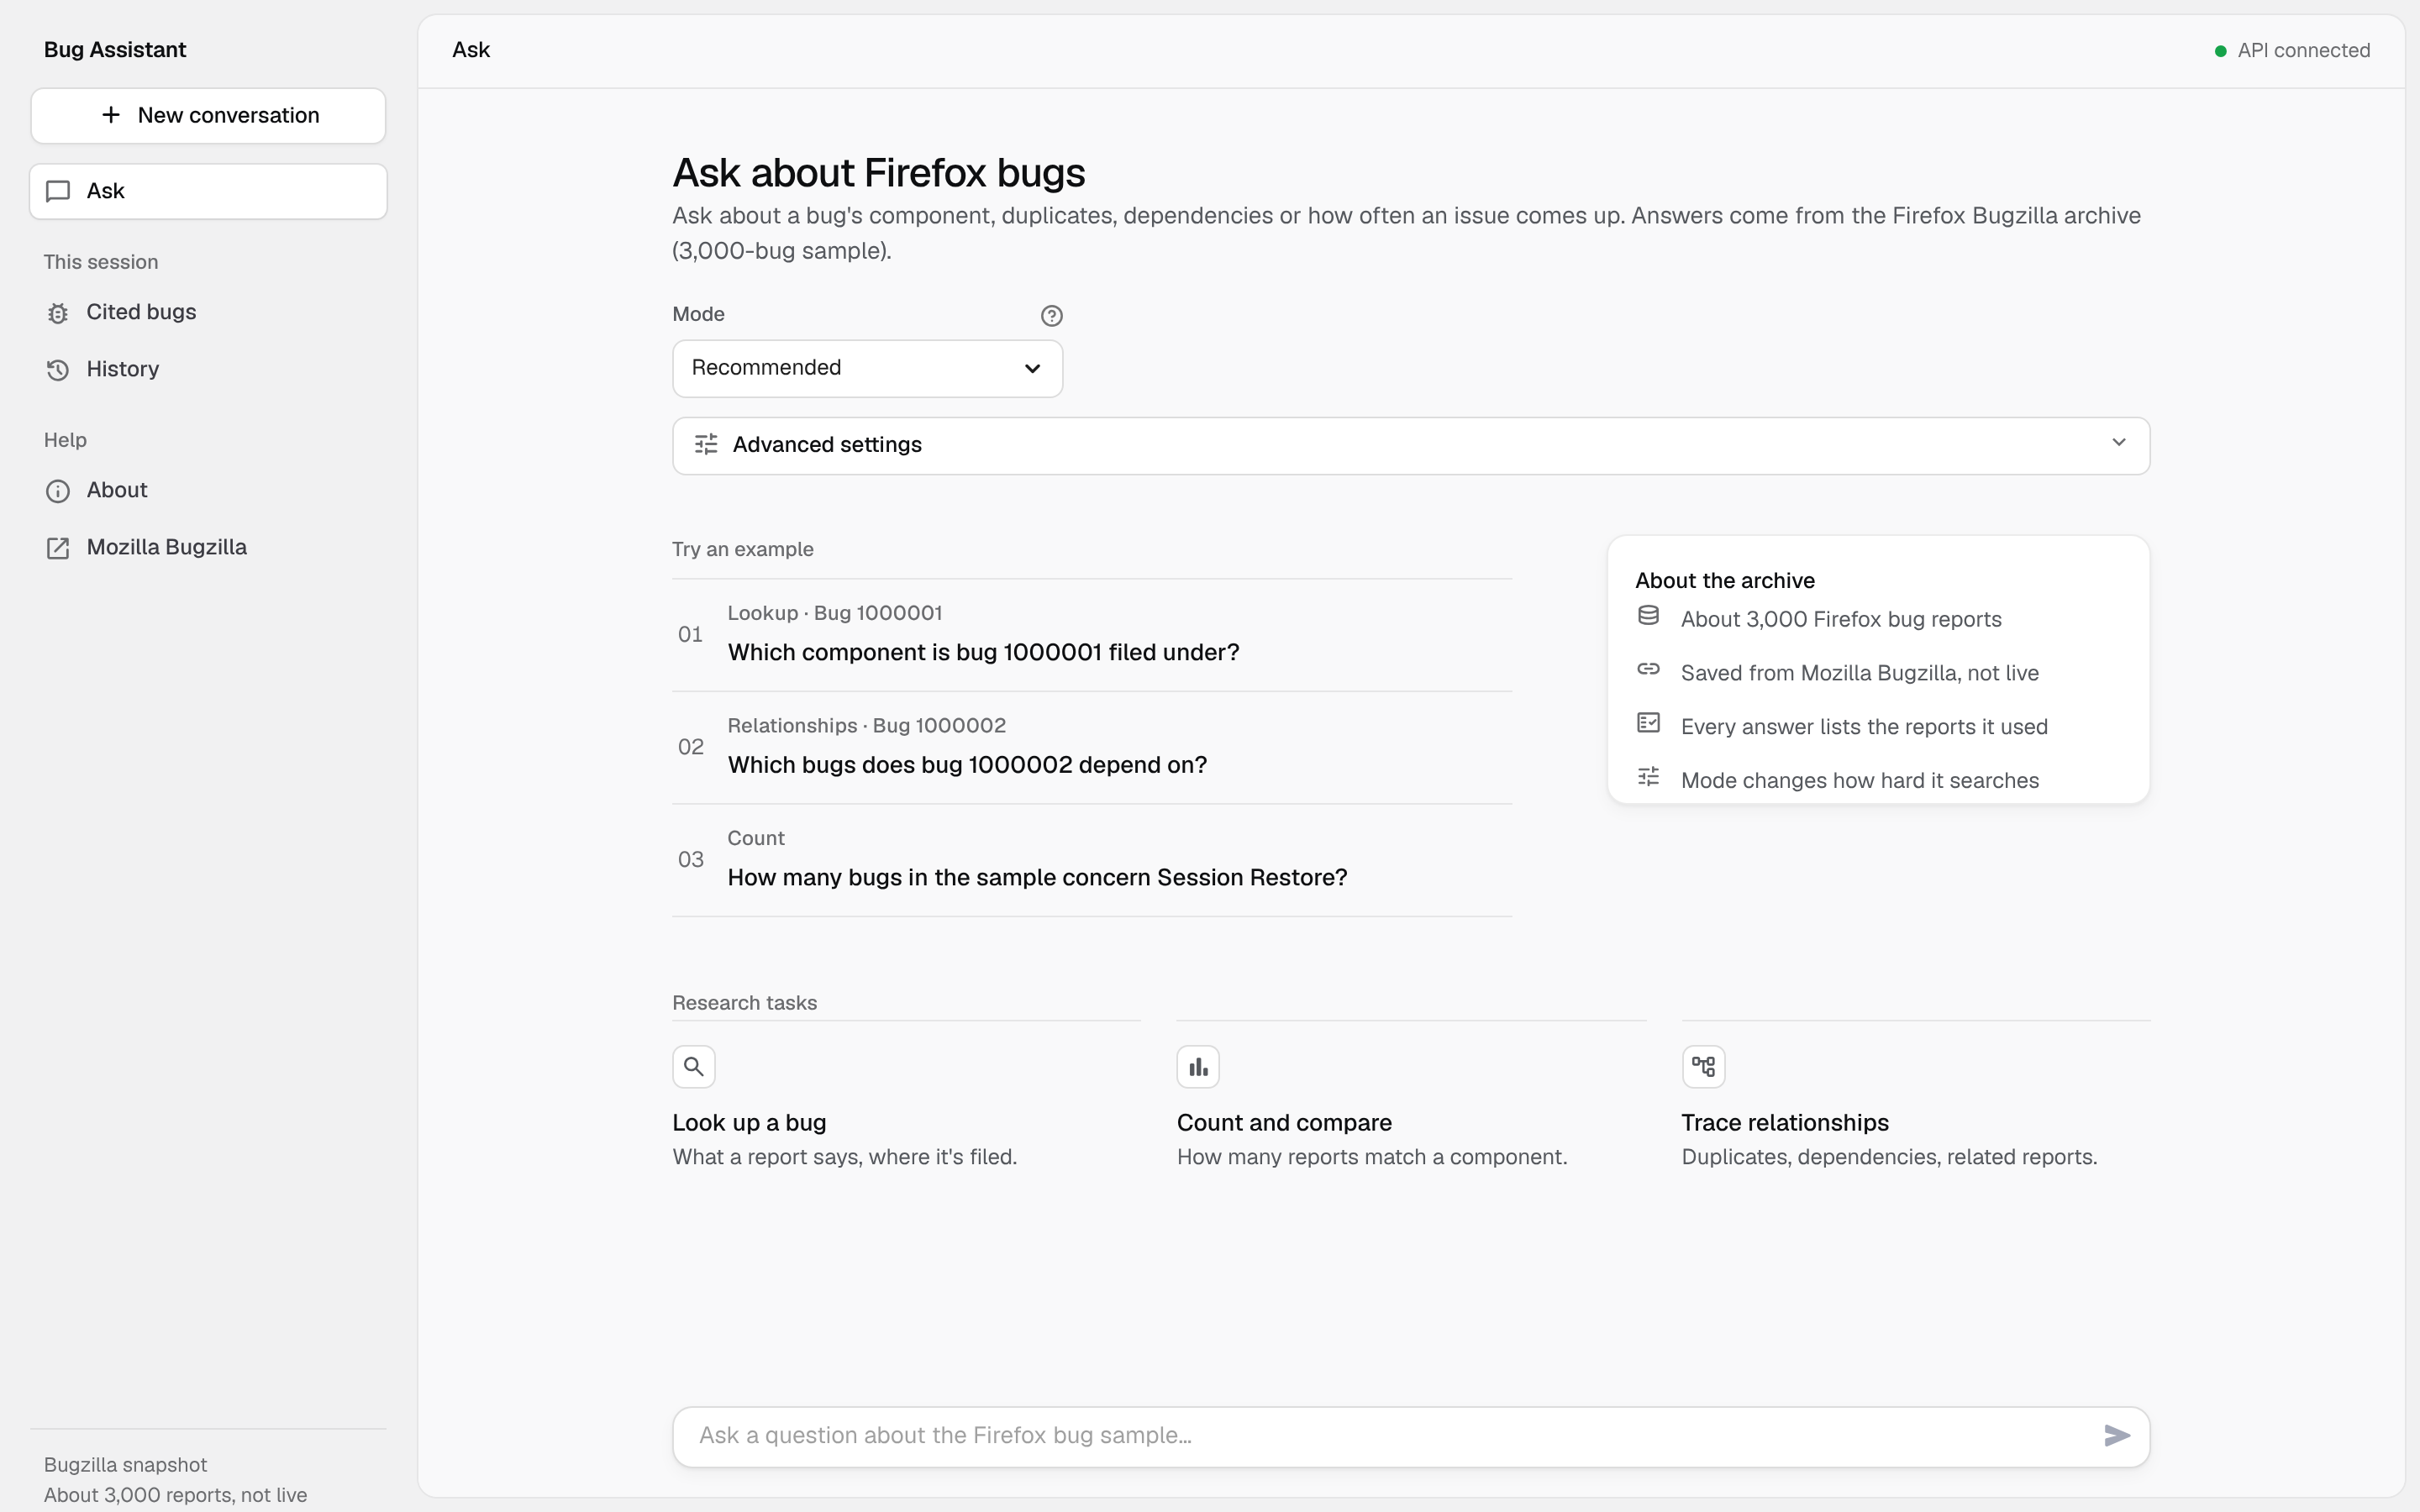 Bug Assistant
New conversation
Ask
This session
Cited bugs
History
Help
About
Mozilla Bugzilla
Bugzilla snapshot
About 3,000 reports, not live
Ask
API connected
Ask about Firefox bugs
Ask about a bug's component, duplicates, dependencies or how often an issue comes up. Answers come from the Firefox Bugzilla archive
(3,000-bug sample).
Mode
Recommended
Advanced settings
Try an example
01
Lookup · Bug 1000001
Which component is bug 1000001 filed under?
02
Relationships · Bug 1000002
Which bugs does bug 1000002 depend on?
03
Count
How many bugs in the sample concern Session Restore?
About the archive
About 3,000 Firefox bug reports
Saved from Mozilla Bugzilla, not live
Every answer lists the reports it used
Mode changes how hard it searches
Research tasks
Look up a bug
What a report says, where it's filed.
Count and compare
How many reports match a component.
Trace relationships
Duplicates, dependencies, related reports.
Ask a question about the Firefox bug sample...